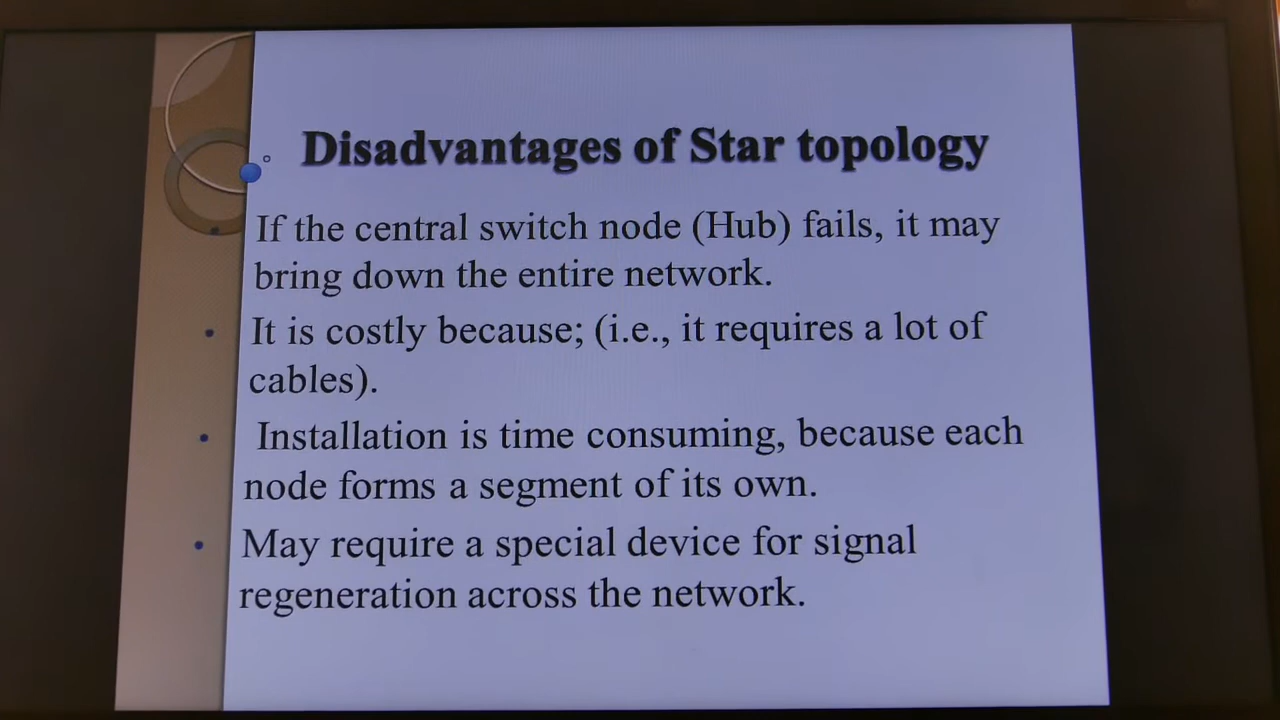 Disadvantages of Star topology
If the central switch node (Hub) fails, it may
bring down the entire network.
• It is costly because; (i.e., it requires a lot of
cables).
• Installation is time consuming, because each
node forms a segment of its own.
• May require a special device for signal
regeneration across the network.